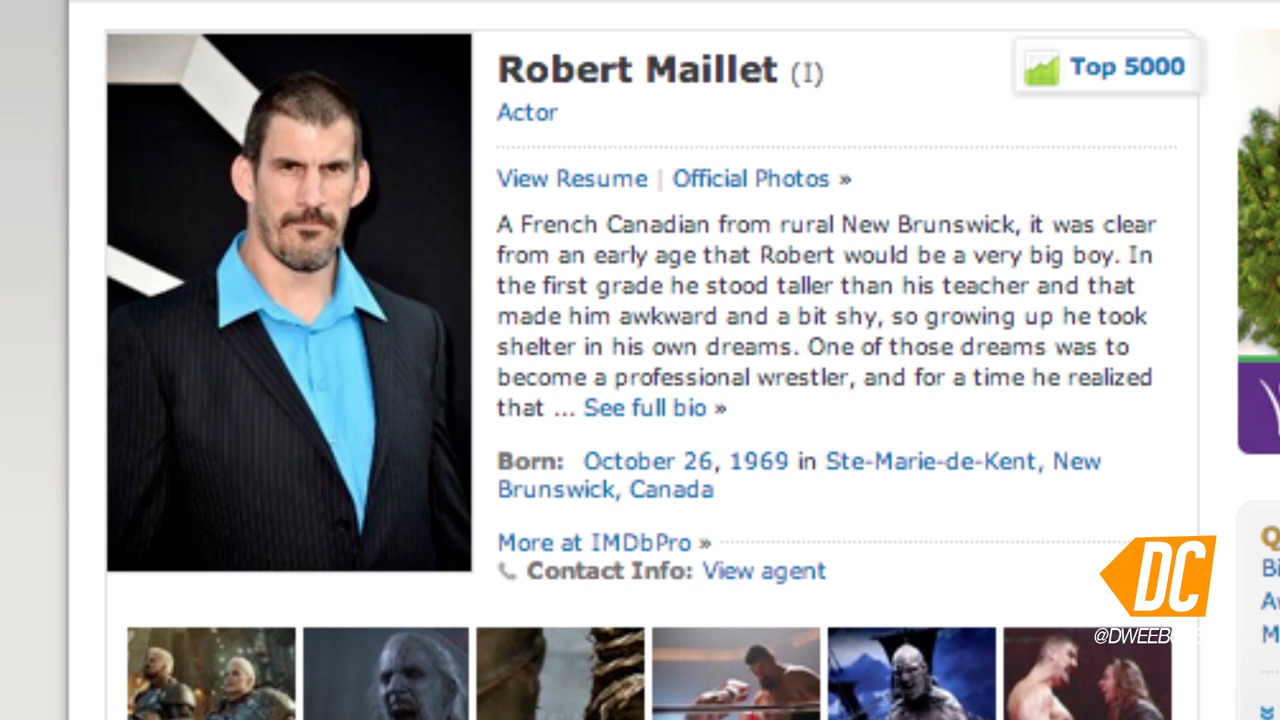 Robert Maillet (I)
Top 5000
Actor
View Resume | Official Photos »
A French Canadian from rural New Brunswick, it was clear
from an early age that Robert would be a very big boy. In
the first grade he stood taller than his teacher and that
made him awkward and a bit shy, so growing up he took
shelter in his own dreams. One of those dreams was to
become a professional wrestler, and for a time he realized
that ... See full bio »
Born: October 26, 1969 in Ste-Marie-de-Kent, New
Brunswick, Canada
More at IMDbPro »
Contact Info: View agent
DC